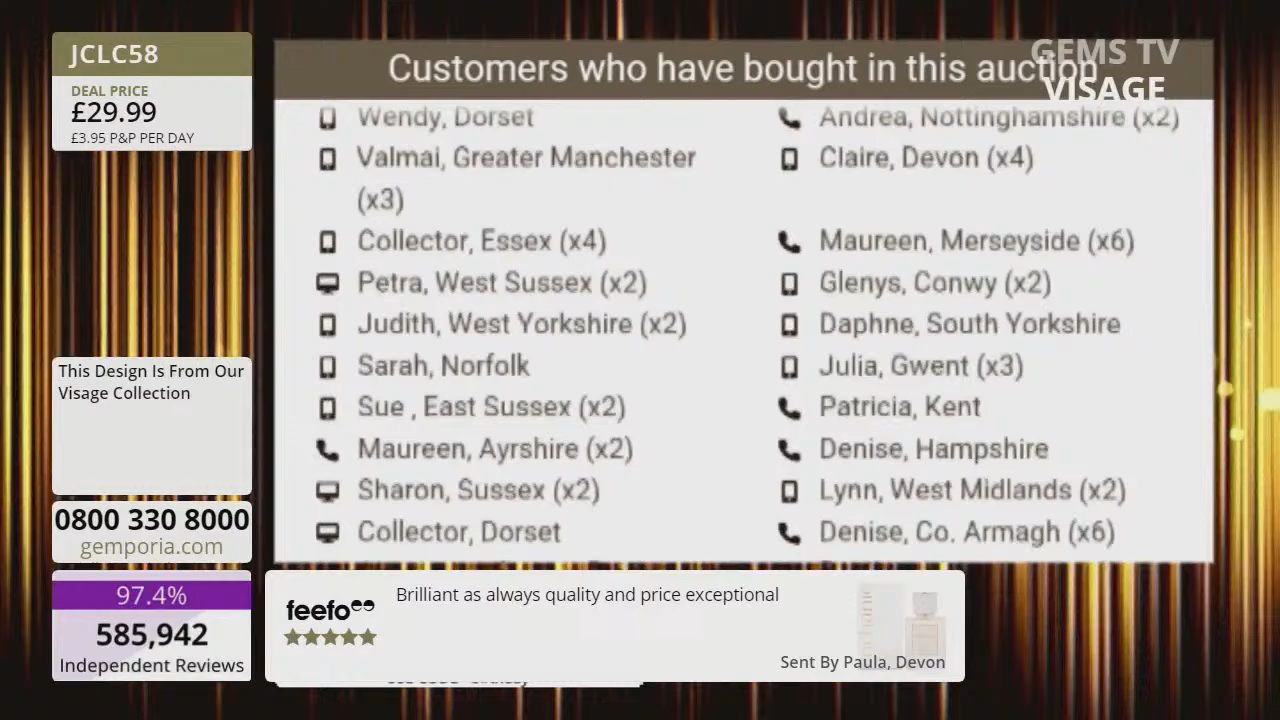 JCLC58
DEAL PRICE
£29.99
£3.95 P&P PER DAY
This Design Is From Our
Visage Collection
0800 330 8000
gemporia.com
97.4%
585,942
Independent Reviews
GEMS TV
VISAGE
Customers who have bought in this auction
Wendy, Dorset
Valmai, Greater Manchester
(x3)
Collector, Essex (x4)
Petra, West Sussex (x2)
Judith, West Yorkshire (x2)
Sarah, Norfolk
Sue , East Sussex (x2)
Maureen, Ayrshire (x2)
Sharon, Sussex (x2)
Collector, Dorset
Andrea, Nottinghamshire (x2)
Claire, Devon (x4)
Maureen, Merseyside (x6)
Glenys, Conwy (x2)
Daphne, South Yorkshire
Julia, Gwent (x3)
Patricia, Kent
Denise, Hampshire
Lynn, West Midlands (x2)
Denise, Co. Armagh (x6)
feefo
Brilliant as always quality and price exceptional
Sent By Paula, Devon